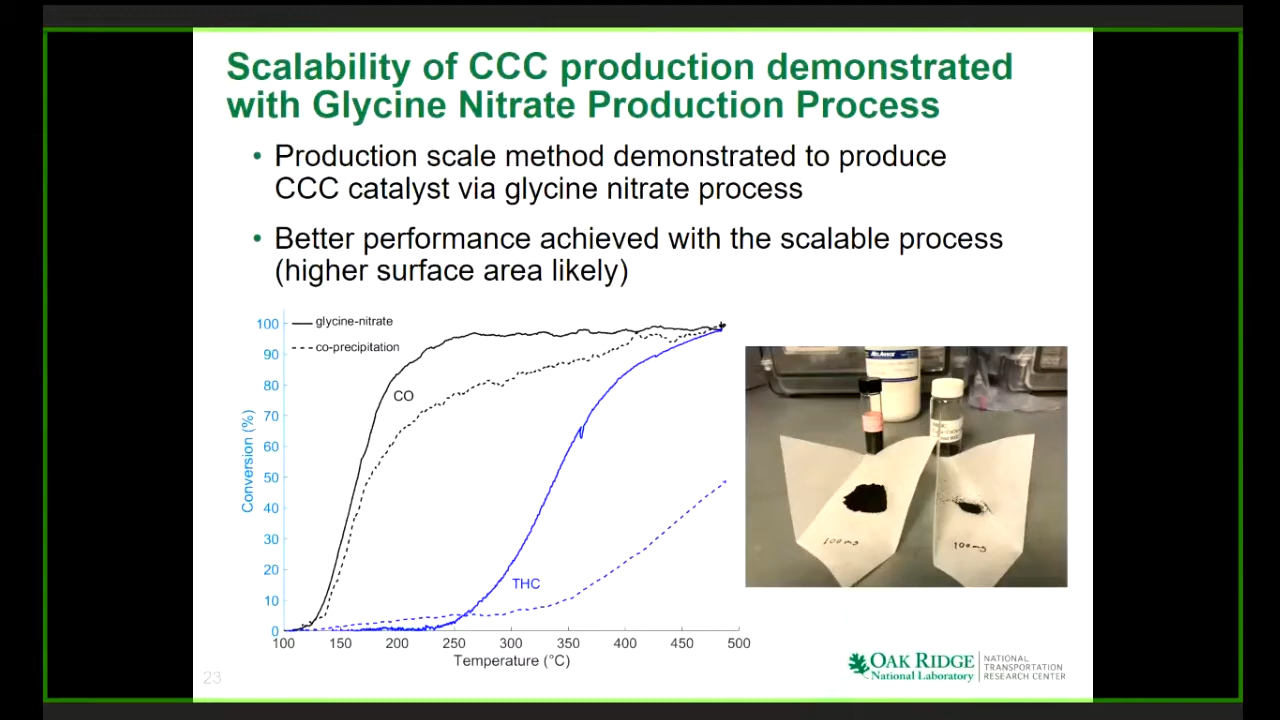 Scalability of CCC production demonstrated
with Glycine Nitrate Production Process
• Production scale method demonstrated to produce
CCC catalyst via glycine nitrate process
• Better performance achieved with the scalable process
(higher surface area likely)
glycine-nitrate
co-precipitation
CO
THC
Conversion (%)
100
90
80
70
60
50
40
30
20
10
0
100 150 200 250 300 350 400 450 500
Temperature (°C)
100mg
100mg
23
OAK RIDGE
National Laboratory
NATIONAL
TRANSPORTATION
RESEARCH CENTER